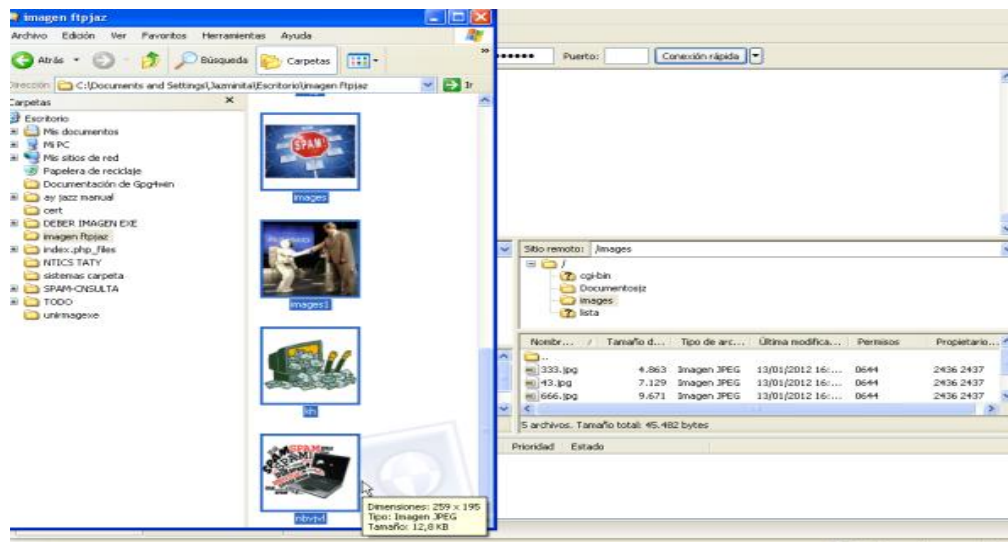 imagen ftpjaz
Archivo Edición Ver Favoritos Herramientas Ayuda
Atrás Búsqueda Carpetas
Dirección C:\Documents and Settings\Jazminital\Escritorio\imagen ftpjaz Ir
Carpetas
Escritorio
Mis documentos
Mi PC
Mis sitios de red
Papelera de reciclaje
Documentación de Gpg4win
ay jazz manual
cert
DEBER IMAGEN EXE
imagen ftpjaz
index.php_files
NTICS TATY
sistemas carpeta
SPAM-CNSULTA
TODO
unirimagexe
SPAM!
images
images1
SPAM SPAM
SPAM!
Dimensiones: 259 x 195
Tipo: Imagen JPEG
Tamaño: 12,8 KB
Puerto: Conexión rápida
Sitio remoto: /images
/
cgi-bin
Documentosjz
images
lista
Nombr... / Tamaño d... Tipo de arc... Última modifica... Permisos Propietario...
..
333.jpg 4.863 Imagen JPEG 13/01/2012 16:... 0644 2436 2437
43.jpg 7.129 Imagen JPEG 13/01/2012 16:... 0644 2436 2437
666.jpg 9.671 Imagen JPEG 13/01/2012 16:... 0644 2436 2437
5 archivos. Tamaño total: 45.482 bytes
Prioridad Estado